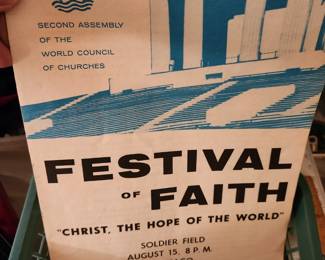 SECOND ASSEMBLY
OF THE
WORLD COUNCIL
OF CHURCHES
FESTIVAL
OF FAITH
"CHRIST, THE HOPE OF THE WORLD"
SOLDIER FIELD
AUGUST 15, 8 P.M.